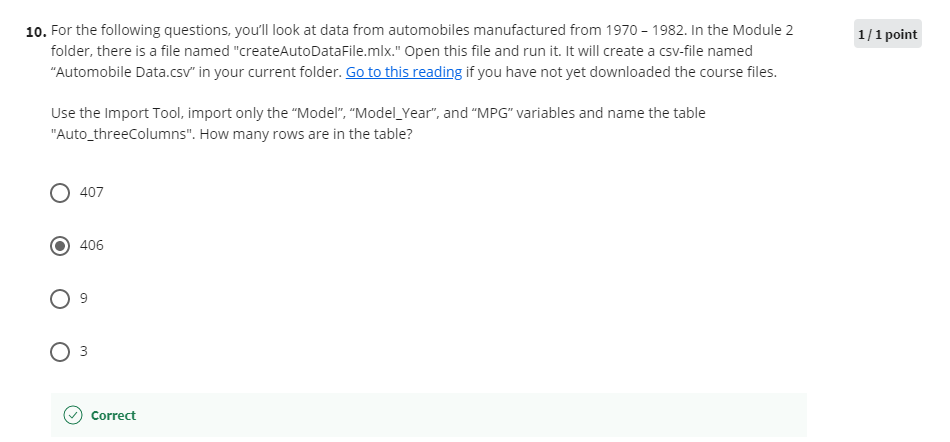 10. For the following questions, you'll look at data from automobiles manufactured from 1970 – 1982. In the Module 2
1 / 1 point
folder, there is a file named "createAutoDataFile.mlx." Open this file and run it. It will create a csv-file named
“Automobile Data.csv” in your current folder. Go to this reading if you have not yet downloaded the course files.
Use the Import Tool, import only the “Model”, “Model_Year”, and “MPG” variables and name the table
"Auto_threeColumns". How many rows are in the table?
407
406
9
3
Correct